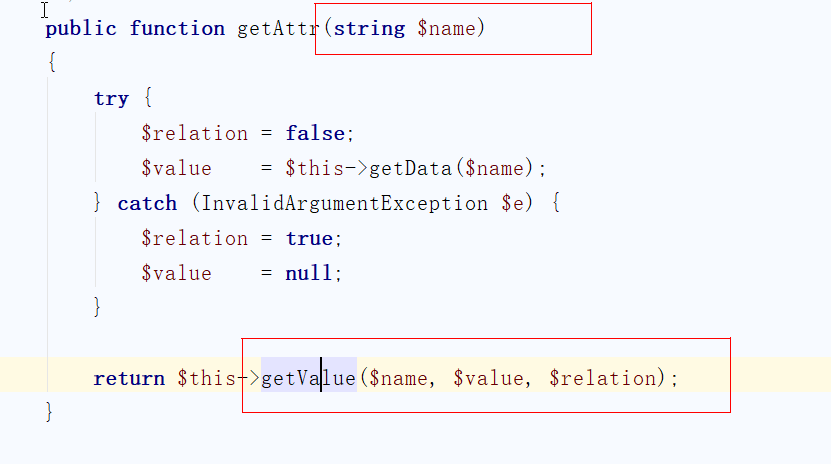 public function getAttr(string $name)
{
    try {
        $relation = false;
        $value    = $this->getData($name);
    } catch (InvalidArgumentException $e) {
        $relation = true;
        $value    = null;
    }
    return $this->getValue($name, $value, $relation);
}